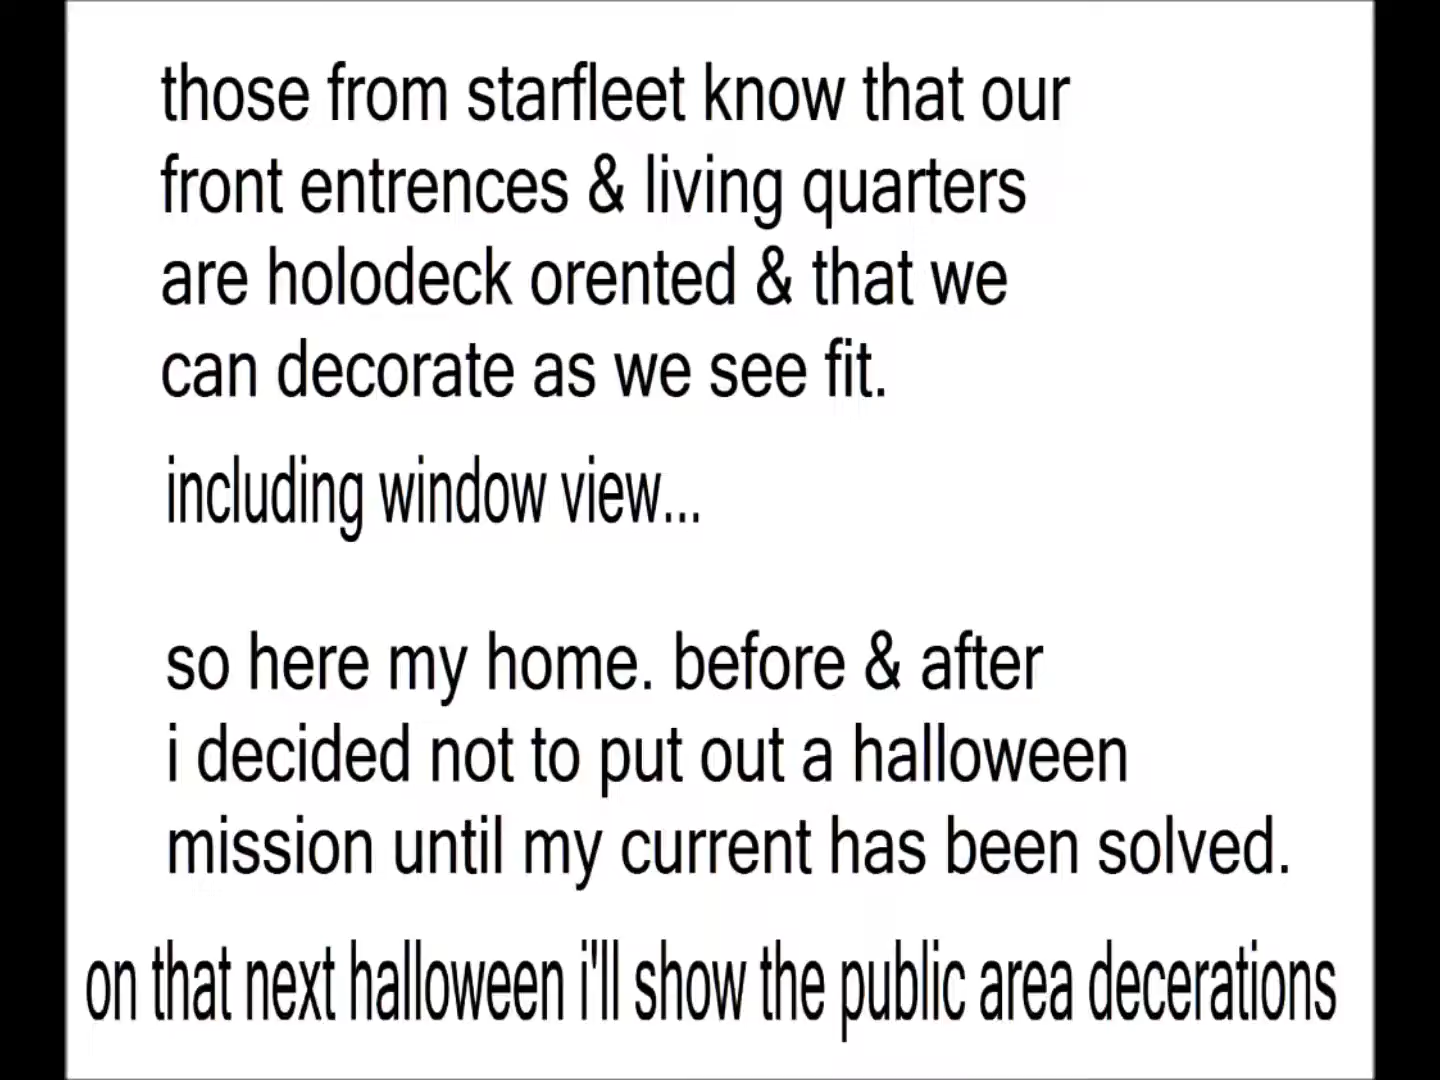 those from starfleet know that our
front entrences & living quarters
are holodeck orented & that we
can decorate as we see fit.
including window view...
so here my home. before & after
i decided not to put out a halloween
mission until my current has been solved.
on that next halloween i'll show the public area decerations